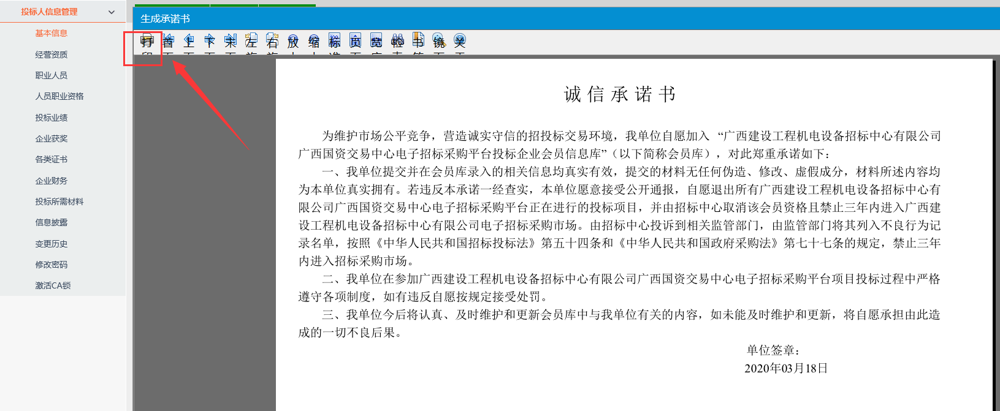 投标人信息管理
基本信息
经营资质
职业人员
人员职业资格
投标业绩
企业获奖
各类证书
企业财务
投标所需材料
信息披露
变更历史
修改密码
激活CA锁
生成承诺书
打印 首页 上页 下页 末页 左旋 右旋 放大 缩小 标准 页 宽度 检 书签 镜 关
诚信承诺书
为维护市场公平竞争，营造诚实守信的招投标交易环境，我单位自愿加入 “广西建设工程机电设备招标中心有限公司
广西国资交易中心电子招标采购平台投标企业会员信息库”（以下简称会员库），对此郑重承诺如下：
一、我单位提交并在会员库录入的相关信息均真实有效，提交的材料无任何伪造、修改、虚假成分，材料所述内容均
为本单位真实拥有。若违反本承诺一经查实，本单位愿意接受公开通报，自愿退出所有广西建设工程机电设备招标中心有
限公司广西国资交易中心电子招标采购平台正在进行的投标项目，并由招标中心取消该会员资格且禁止三年内进入广西建
设工程机电设备招标中心有限公司电子招标采购市场。由招标中心投诉到相关监管部门，由监管部门将其列入不良行为记
录名单，按照《中华人民共和国招标投标法》第五十四条和《中华人民共和国政府采购法》第七十七条的规定，禁止三年
内进入招标采购市场。
二、我单位在参加广西建设工程机电设备招标中心有限公司广西国资交易中心电子招标采购平台项目投标过程中严格
遵守各项制度，如有违反自愿按规定接受处罚。
三、我单位今后将认真、及时维护和更新会员库中与我单位有关的内容，如未能及时维护和更新，将自愿承担由此造
成的一切不良后果。
单位签章：
2020年03月18日